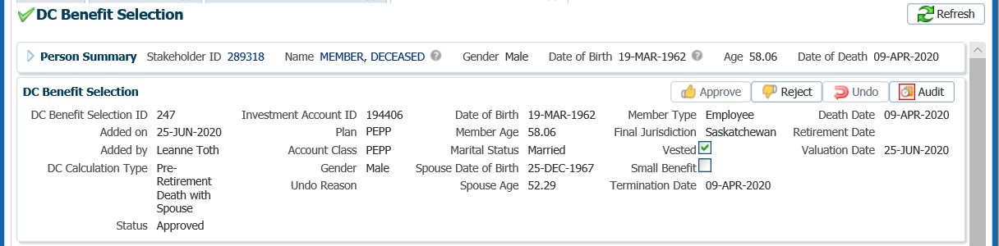 DC Benefit Selection
Refresh
Person Summary Stakeholder ID 289318 Name MEMBER, DECEASED Gender Male Date of Birth 19-MAR-1962 Age 58.06 Date of Death 09-APR-2020
DC Benefit Selection Approve Reject Undo Audit
DC Benefit Selection ID 247 Investment Account ID 194406 Date of Birth 19-MAR-1962 Member Type Employee Death Date 09-APR-2020
Added on 25-JUN-2020 Plan PEPP Member Age 58.06 Final Jurisdiction Saskatchewan Retirement Date
Added by Leanne Toth Account Class PEPP Marital Status Married Vested Valuation Date 25-JUN-2020
DC Calculation Type Pre- Gender Male Spouse Date of Birth 25-DEC-1967 Small Benefit
Retirement Undo Reason Spouse Age 52.29 Termination Date 09-APR-2020
Death with
Spouse
Status Approved